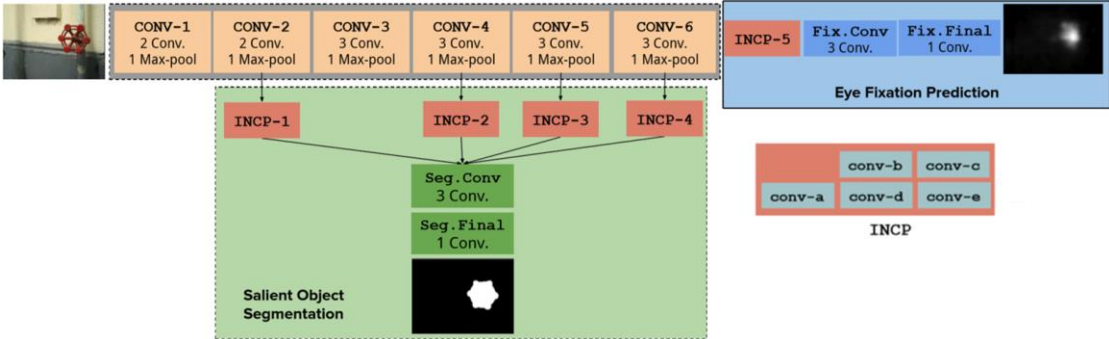 CONV-1
2 Conv.
1 Max-pool
CONV-2
2 Conv.
1 Max-pool
CONV-3
3 Conv.
1 Max-pool
CONV-4
3 Conv.
1 Max-pool
CONV-5
3 Conv.
1 Max-pool
CONV-6
3 Conv.
1 Max-pool
INCP-5
Fix.Conv
3 Conv.
Fix.Final
1 Conv.
Eye Fixation Prediction
INCP-1
INCP-2
INCP-3
INCP-4
Seg.Conv
3 Conv.
Seg.Final
1 Conv.
Salient Object
Segmentation
conv-b
conv-c
conv-a
conv-d
conv-e
INCP